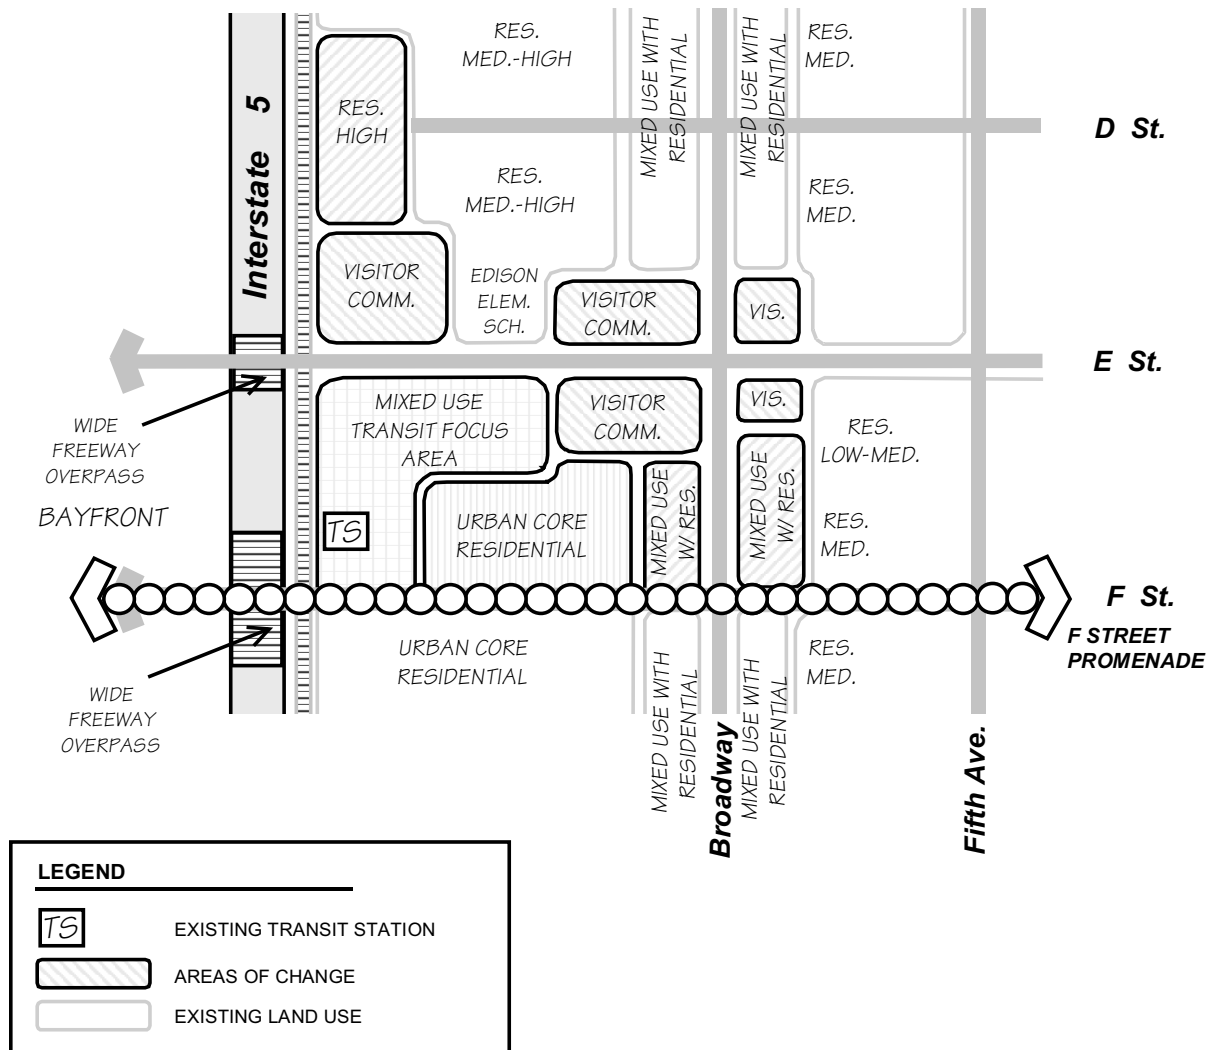 RES.
MED.-HIGH
MIXED USE WITH
RESIDENTIAL
MIXED USE WITH
RESIDENTIAL
RES.
MED.
RES.
HIGH
D St.
Interstate 5
RES.
MED.-HIGH
RES.
MED.
VISITOR
COMM.
EDISON
ELEM.
SCH.
VISITOR
COMM.
VIS.
E St.
MIXED USE
TRANSIT FOCUS
AREA
VISITOR
COMM.
VIS.
WIDE
FREEWAY
OVERPASS
RES.
LOW-MED.
BAYFRONT
TS
URBAN CORE
RESIDENTIAL
MIXED USE
W/ RES.
MIXED USE
W/ RES.
RES.
MED.
F St.
F STREET
PROMENADE
URBAN CORE
RESIDENTIAL
MIXED USE WITH
RESIDENTIAL
MIXED USE WITH
RESIDENTIAL
RES.
MED.
WIDE
FREEWAY
OVERPASS
Broadway
Fifth Ave.
LEGEND
TS EXISTING TRANSIT STATION
AREAS OF CHANGE
EXISTING LAND USE